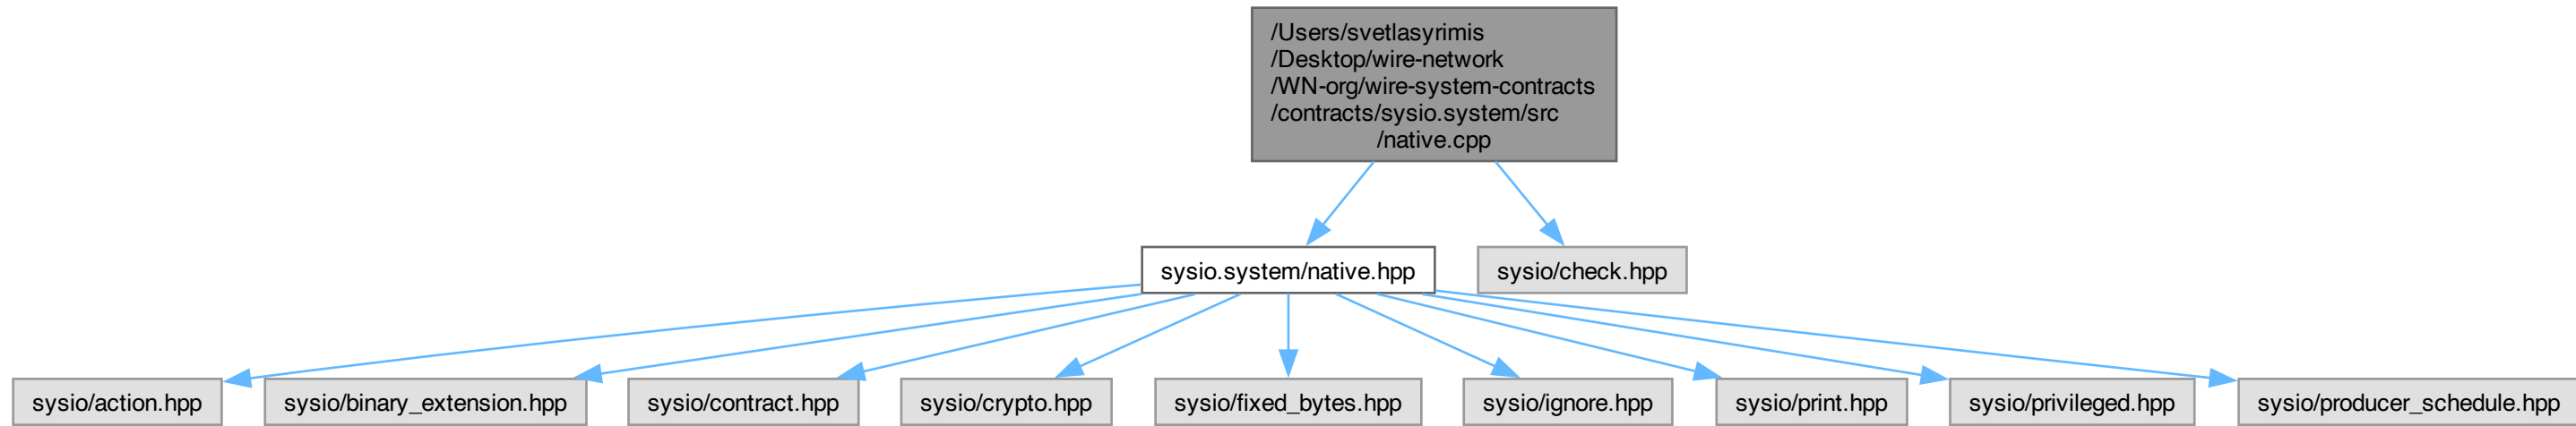 /Users/svetlasyrimis
/Desktop/wire-network
/WN-org/wire-system-contracts
/contracts/sysio.system/src
/native.cpp
sysio.system/native.hpp
sysio/check.hpp
sysio/action.hpp
sysio/binary_extension.hpp
sysio/contract.hpp
sysio/crypto.hpp
sysio/fixed_bytes.hpp
sysio/ignore.hpp
sysio/print.hpp
sysio/privileged.hpp
sysio/producer_schedule.hpp